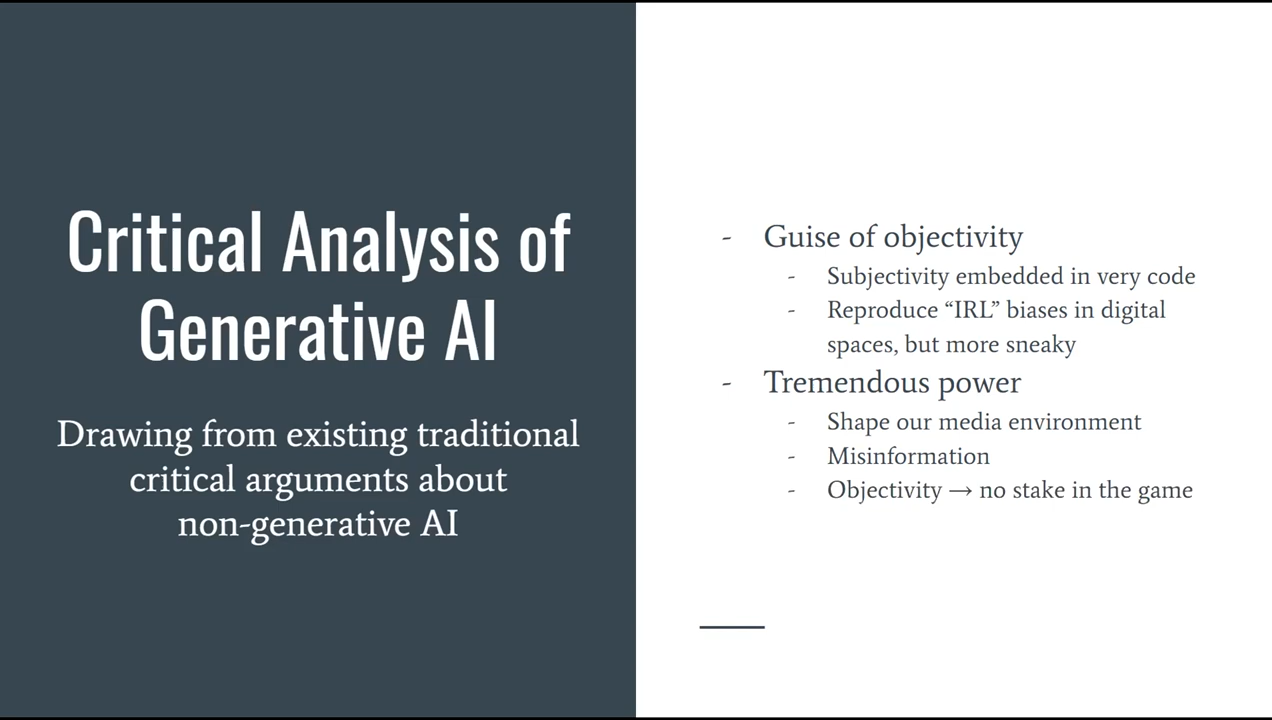 Critical Analysis of
Generative AI
Drawing from existing traditional
critical arguments about
non-generative AI
- Guise of objectivity
- Subjectivity embedded in very code
- Reproduce “IRL” biases in digital
spaces, but more sneaky
- Tremendous power
- Shape our media environment
- Misinformation
- Objectivity → no stake in the game